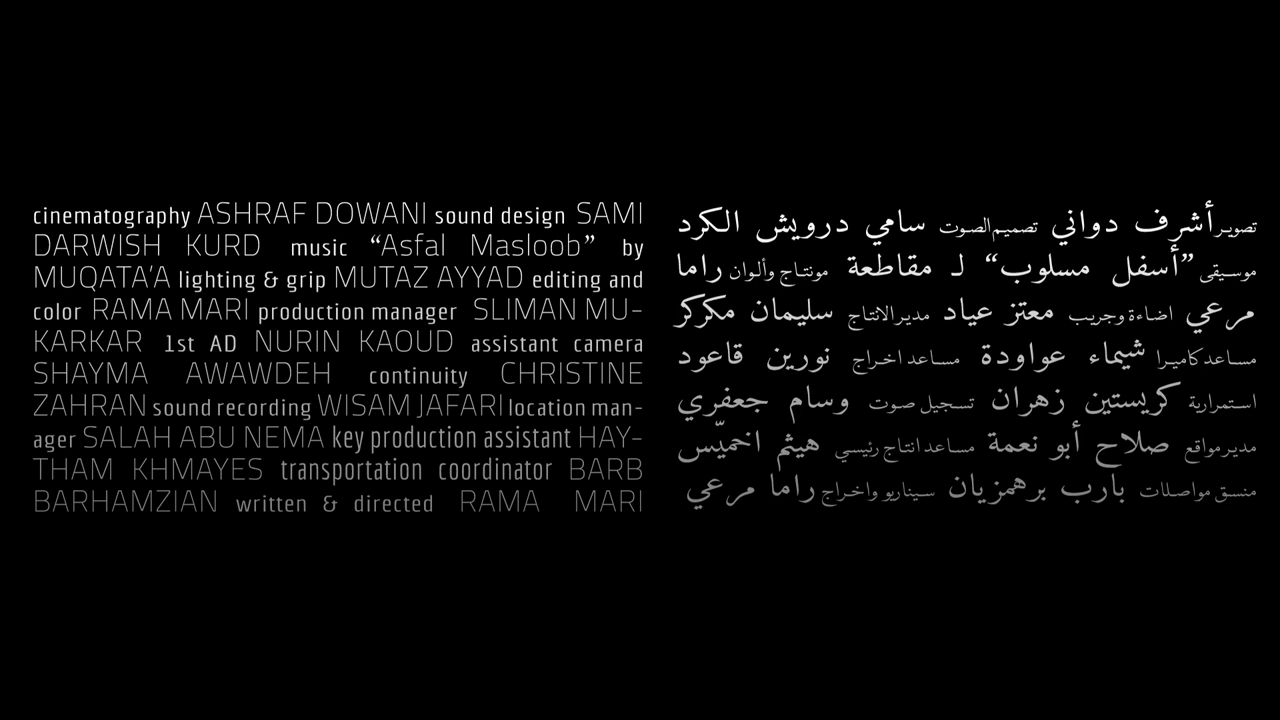 cinematography ASHRAF DOWANI sound design SAMI
DARWISH KURD music “Asfal Masloob” by
MUQATA’A lighting & grip MUTAZ AYYAD editing and
color RAMA MARI production manager SLIMAN MU-
KARKAR 1st AD NURIN KAOUD assistant camera
SHAYMA AWAWDEH continuity CHRISTINE
ZAHRAN sound recording WISAM JAFARI location man-
ager SALAH ABU NEMA key production assistant HAY-
THAM KHMAYES transportation coordinator BARB
BARHAMZIAN written & directed RAMA MARI
تصوير أشرف دواني تصميم الصوت سامي درويش الكرد
موسيقى ”أسفل مسلوب“ لـ مقاطعة مونتاج وألوان راما
مرعي اضاءة وجريب معتز عياد مدير الانتاج سليمان مكركر
مساعد كاميرا شيماء عواودة مساعد اخراج نورين قاعود
استمرارية كريستين زهران تسجيل صوت وسام جعفري
مدير مواقع صلاح أبو نعمة مساعد انتاج رئيسي هيثم اخميّس
منسق مواصلات بارب برهمزيان سيناريو واخراج راما مرعي